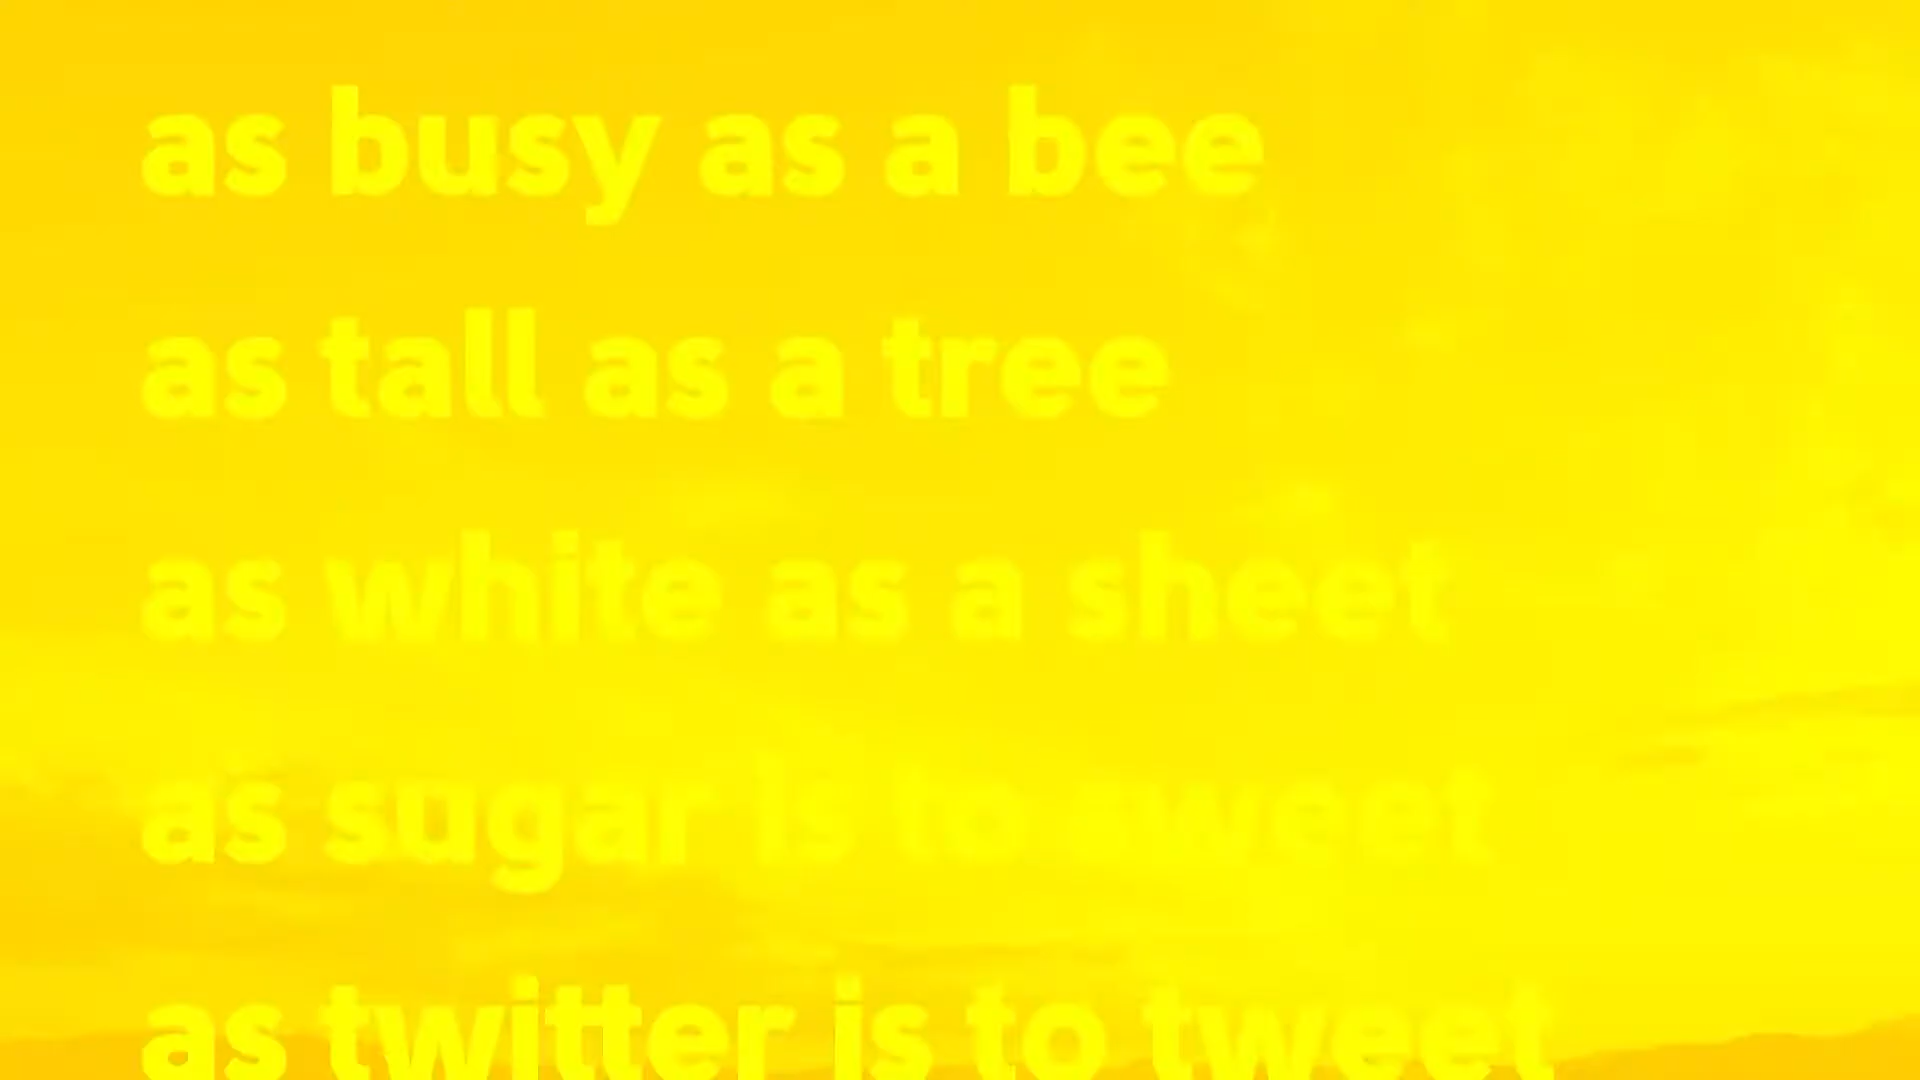 as busy as a bee
as tall as a tree
as white as a sheet
as sugar is to sweet
as twitter is to tweet